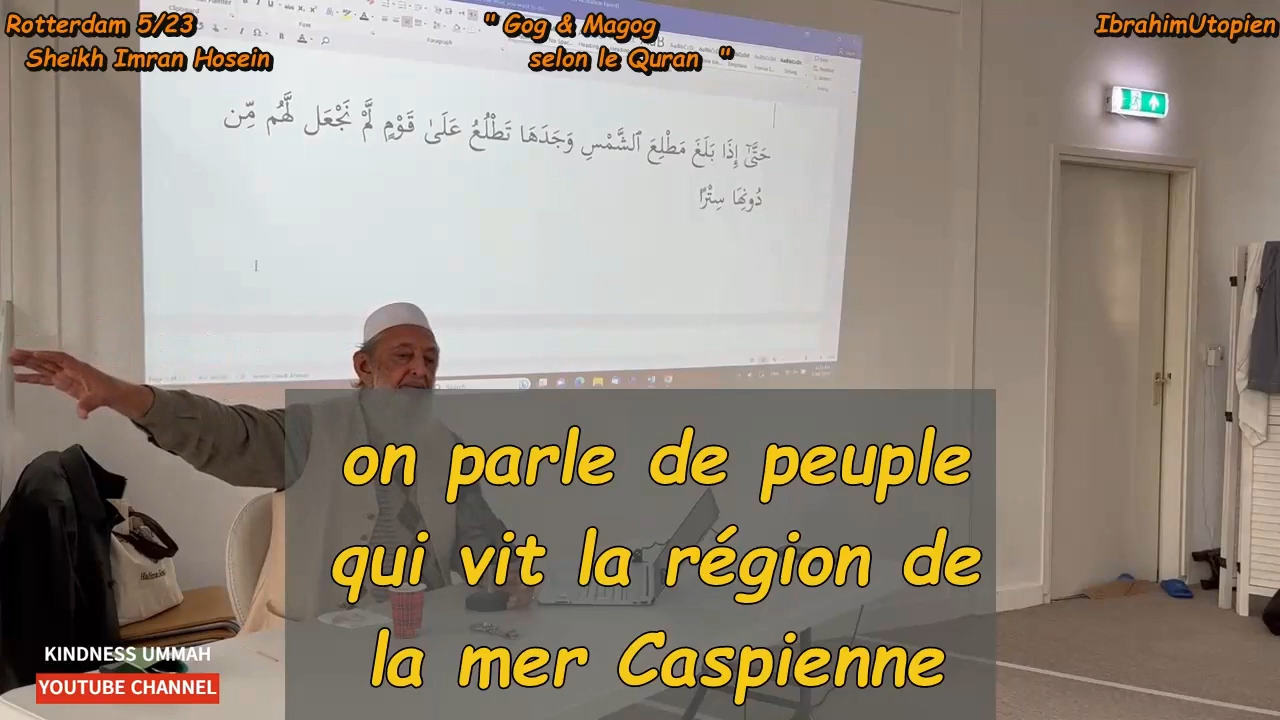 Rotterdam 5/23
Sheikh Imran Hosein
" Gog & Magog
selon le Quran "
IbrahimUtopien
Paragraph
حَتَّىٰٓ إِذَا بَلَغَ مَطْلِعَ ٱلشَّمْسِ وَجَدَهَا تَطْلُعُ عَلَىٰ قَوْمٍ لَّمْ نَجْعَل لَّهُم مِّن
دُونِهَا سِتْرًا
on parle de peuple
qui vit la région de
la mer Caspienne
KINDNESS UMMAH
YOUTUBE CHANNEL